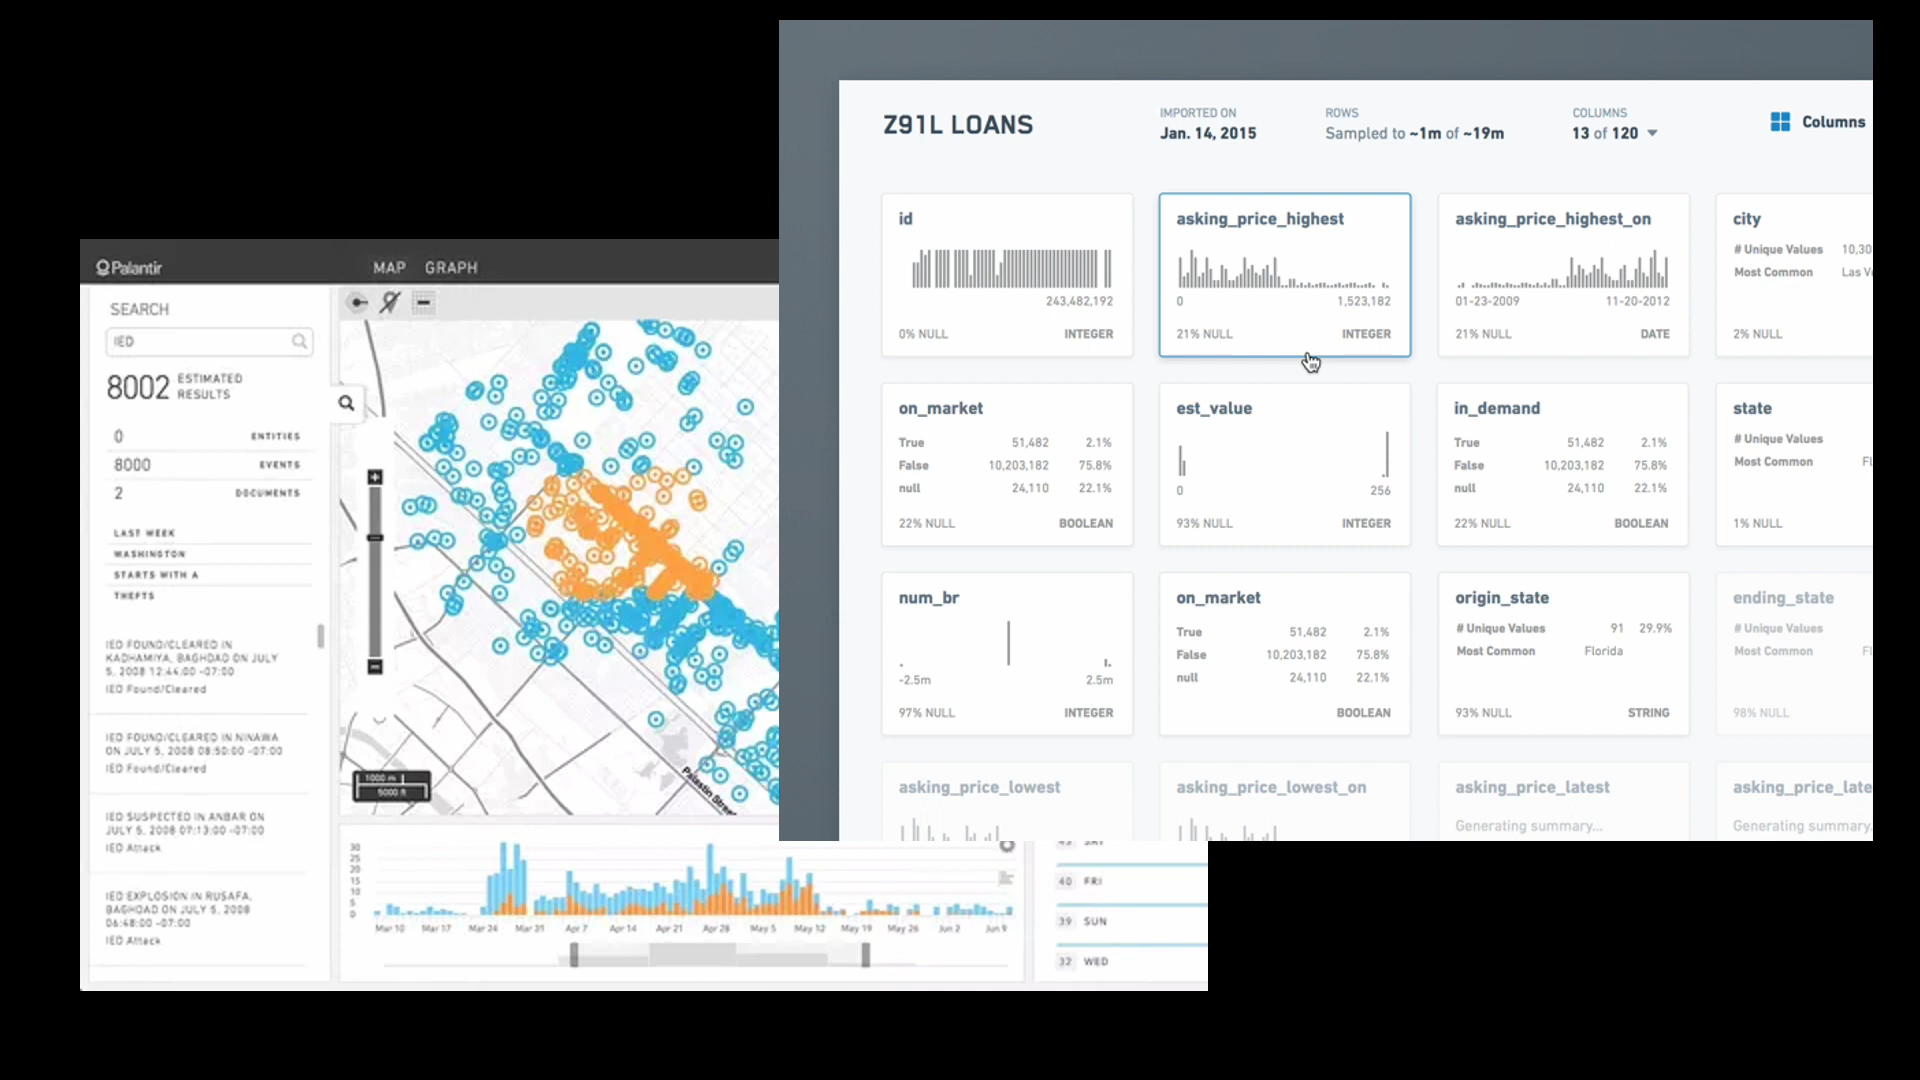 Palantir
MAP GRAPH
SEARCH
IED
8002 ESTIMATED RESULTS
0 ENTITIES
8000 EVENTS
2 DOCUMENTS
LAST WEEK
WASHINGTON
STARTS WITH A
THEFTS
IED FOUND/CLEARED IN
KADHAMIYA, BAGHDAD ON JULY
5, 2008 12:44:00 -07:00
IED Found/Cleared
IED FOUND/CLEARED IN NINAWA
ON JULY 5, 2008 08:50:00 -07:00
IED Found/Cleared
IED SUSPECTED IN ANBAR ON
JULY 5, 2008 07:13:00 -07:00
IED Attack
IED EXPLOSION IN RUSAFA,
BAGHDAD ON JULY 5, 2008
06:48:00 -07:00
IED Attack
1000 m
5000 ft
Palastin Stree
30
25
20
15
10
5
0
Mar 10 Mar 17 Mar 24 Mar 31 Apr 7 Apr 14 Apr 21 Apr 28 May 5 May 12 May 19 May 26 Jun 2 Jun 9
40 FRI
39 SUN
32 WED
Z91L LOANS
IMPORTED ON
Jan. 14, 2015
ROWS
Sampled to ~1m of ~19m
COLUMNS
13 of 120
Columns
id
243,482,192
0% NULL INTEGER
asking_price_highest
0 1,523,182
21% NULL INTEGER
asking_price_highest_on
01-23-2009 11-20-2012
21% NULL DATE
city
# Unique Values 10,30
Most Common Las V
2% NULL
on_market
True 51,482 2.1%
False 10,203,182 75.8%
null 24,110 22.1%
22% NULL BOOLEAN
est_value
0 256
93% NULL INTEGER
in_demand
True 51,482 2.1%
False 10,203,182 75.8%
null 24,110 22.1%
22% NULL BOOLEAN
state
# Unique Values
Most Common Fl
1% NULL
num_br
-2.5m 2.5m
97% NULL INTEGER
on_market
True 51,482 2.1%
False 10,203,182 75.8%
null 24,110 22.1%
BOOLEAN
origin_state
# Unique Values 91 29.9%
Most Common Florida
93% NULL STRING
ending_state
# Unique Values
Most Common Fl
98% NULL
asking_price_lowest
asking_price_lowest_on
asking_price_latest
Generating summary...
asking_price_late
Generating summary.